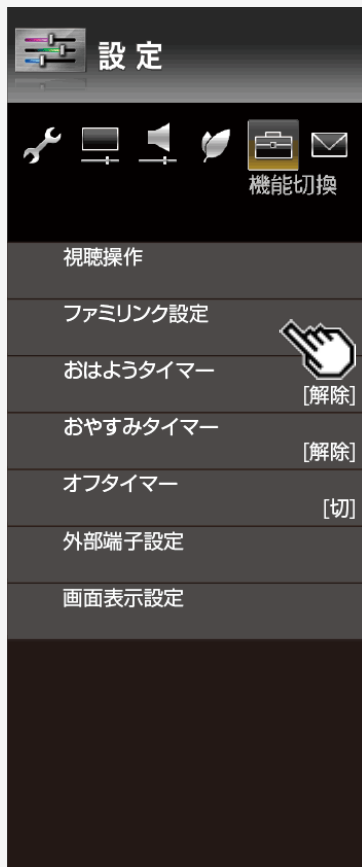 設定
機能切換
視聴操作
ファミリンク設定
おはようタイマー
[解除]
おやすみタイマー
[解除]
オフタイマー
[切]
外部端子設定
画面表示設定